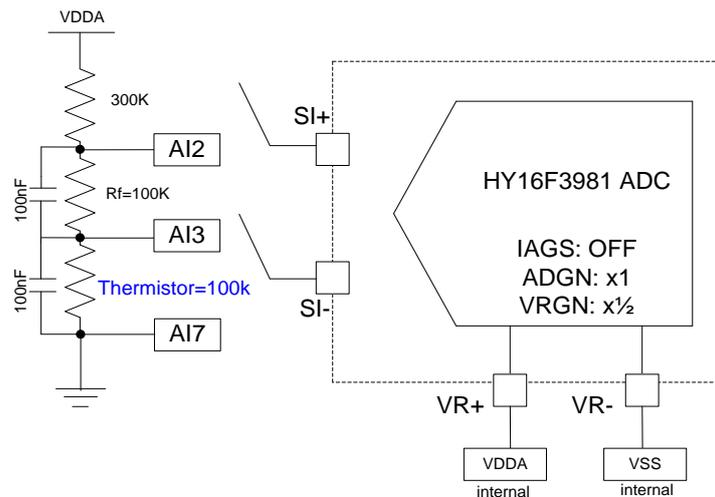 VDDA
300K
AI2
100nF
Rf=100K
AI3
100nF
Thermistor=100k
AI7
SI+
SI-
HY16F3981 ADC
IAGS: OFF
ADGN: x1
VRGN: x½
VR+
VR-
VDDA
internal
VSS
internal